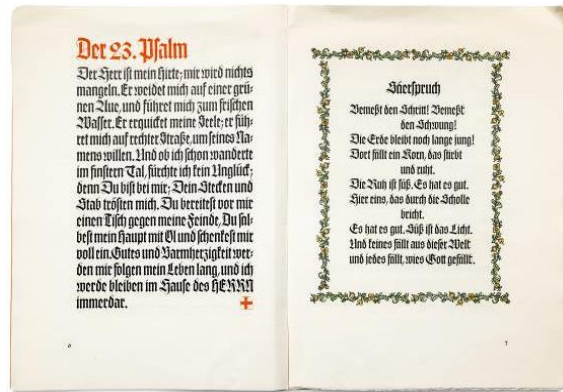 Der 23. Psalm
Der Herr ist mein Hirte; mir wird nichts
mangeln. Er weidet mich auf einer grü-
nen Aue, und führet mich zum frischen
Wasser. Er erquicket meine Seele; er füh-
ret mich auf rechter Straße, um seines Na-
mens willen. Und ob ich schon wanderte
im finstern Tal, fürchte ich kein Unglück;
denn Du bist bei mir; Dein Stecken und
Stab trösten mich. Du bereitest vor mir
einen Tisch gegen meine Feinde, Du sal-
best mein Haupt mit Öl und schenkest mir
voll ein. Gutes und Barmherzigkeit wer-
den mir folgen mein Leben lang, und ich
werde bleiben im Hause des HERRN
immerdar.
Säerspruch
Bemeßt den Schritt! Bemeßt
den Schwung!
Die Erde bleibt noch lange jung!
Dort fällt ein Korn, das stirbt
und ruht.
Die Ruh ist süß. Es hat es gut.
Hier eins, das durch die Scholle
bricht.
Es hat es gut. Süß ist das Licht.
Und keines fällt aus dieser Welt
und jedes fällt, wies Gott gefällt.